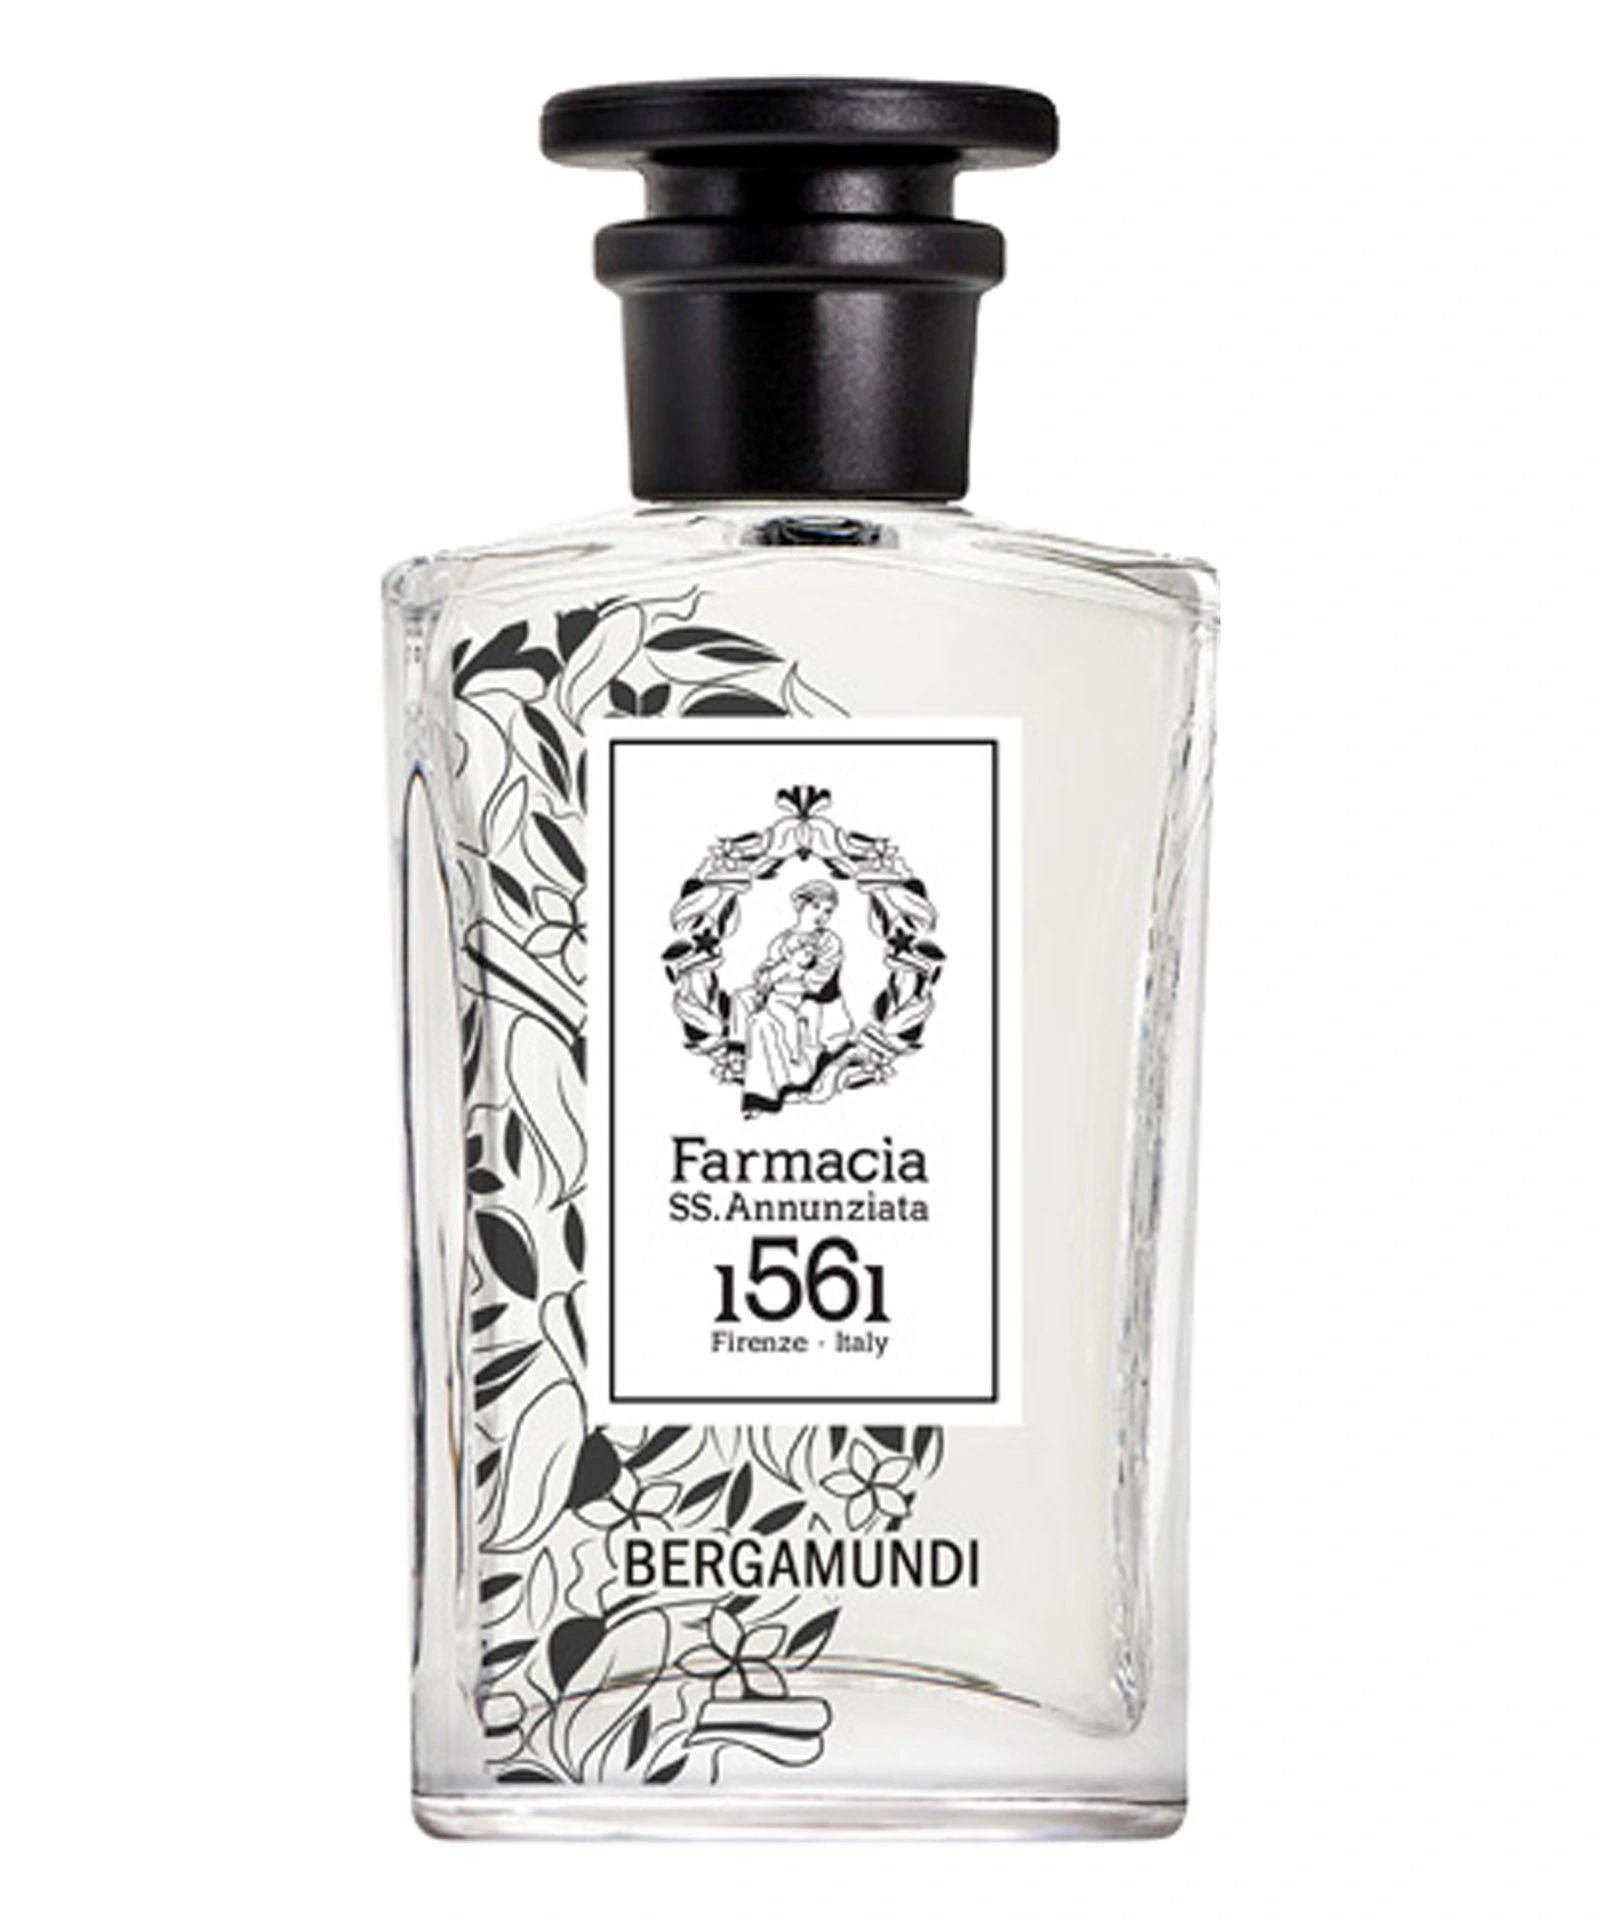 Farmacia
SS. Annunziata
1561
Firenze · Italy
BERGAMUNDI